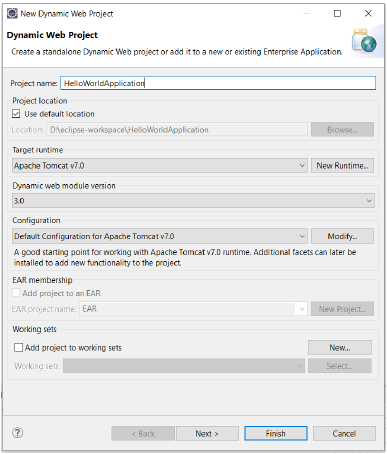 New Dynamic Web Project
Dynamic Web Project
Create a standalone Dynamic Web project or add it to a new or existing Enterprise Application.
Project name: HelloWorldApplication
Project location
Use default location
Location: D:\eclipse-workspace\HelloWorldApplication Browse...
Target runtime
Apache Tomcat v7.0 New Runtime...
Dynamic web module version
3.0
Configuration
Default Configuration for Apache Tomcat v7.0 Modify...
A good starting point for working with Apache Tomcat v7.0 runtime. Additional facets can later be
installed to add new functionality to the project.
EAR membership
Add project to an EAR
EAR project name: EAR New Project...
Working sets
Add project to working sets New...
Working sets: Select...
? < Back Next > Finish Cancel